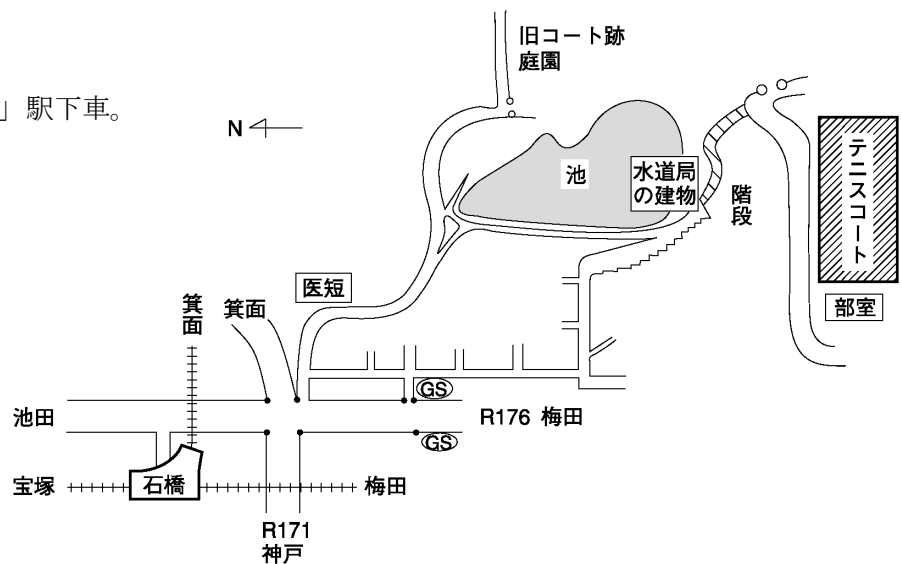 旧コート跡
庭園
」駅下車。
N
池
水道局
の建物
階段
テニスコート
部室
医短
箕面
箕面
GS
池田
R176 梅田
GS
宝塚
石橋
梅田
R171
神戸